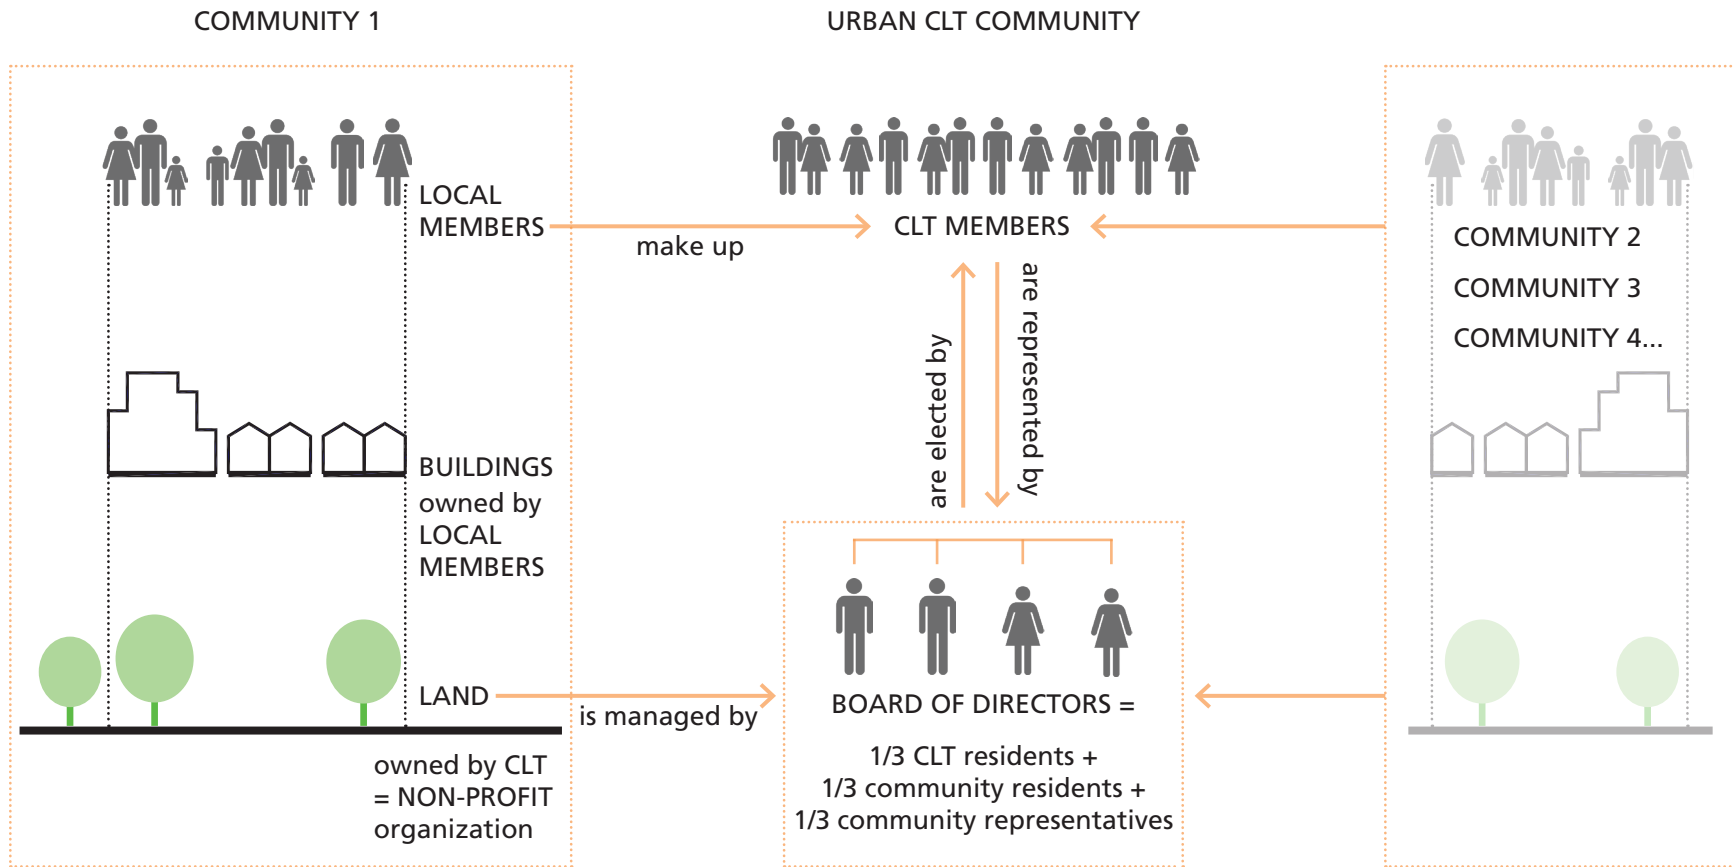 COMMUNITY 1
URBAN CLT COMMUNITY
LOCAL
MEMBERS
make up
CLT MEMBERS
COMMUNITY 2
COMMUNITY 3
COMMUNITY 4...
are elected by
are represented by
BUILDINGS
owned by
LOCAL
MEMBERS
LAND
is managed by
owned by CLT
= NON-PROFIT
organization
BOARD OF DIRECTORS =
1/3 CLT residents +
1/3 community residents +
1/3 community representatives